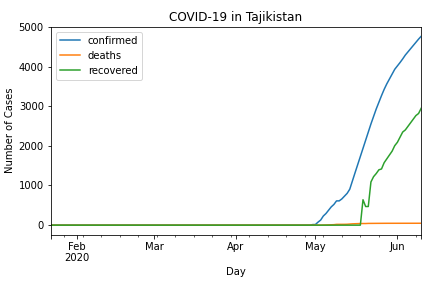 COVID-19 in Tajikistan
confirmed
deaths
recovered
Number of Cases
5000
4000
3000
2000
1000
0
Feb Mar Apr May Jun
2020
Day